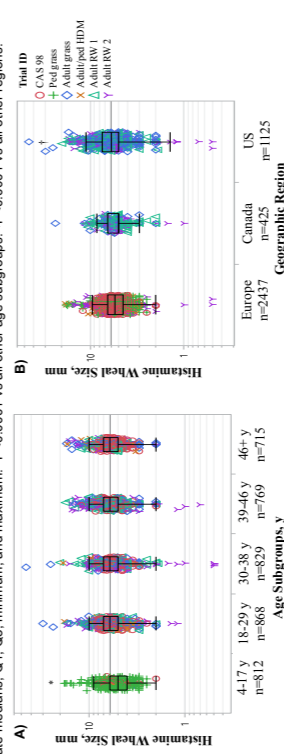 ate medians, Q1, Q3, minimum, and maximum. * P <0.0001 vs all other age subgroups. † P <0.0001 vs all other regions.
A)
Histamine Wheal Size, mm
10
1
4-17 y
n=812
18-29 y
n=868
30-38 y
n=829
39-46 y
n=769
46+ y
n=715
Age Subgroups, y
B)
Histamine Wheal Size, mm
10
1
Europe
n=2437
Canada
n=425
US
n=1125
Geographic Region
Trial ID
CAS 98
Ped grass
Adult grass
Adult/ped HDM
Adult RW 1
Adult RW 2